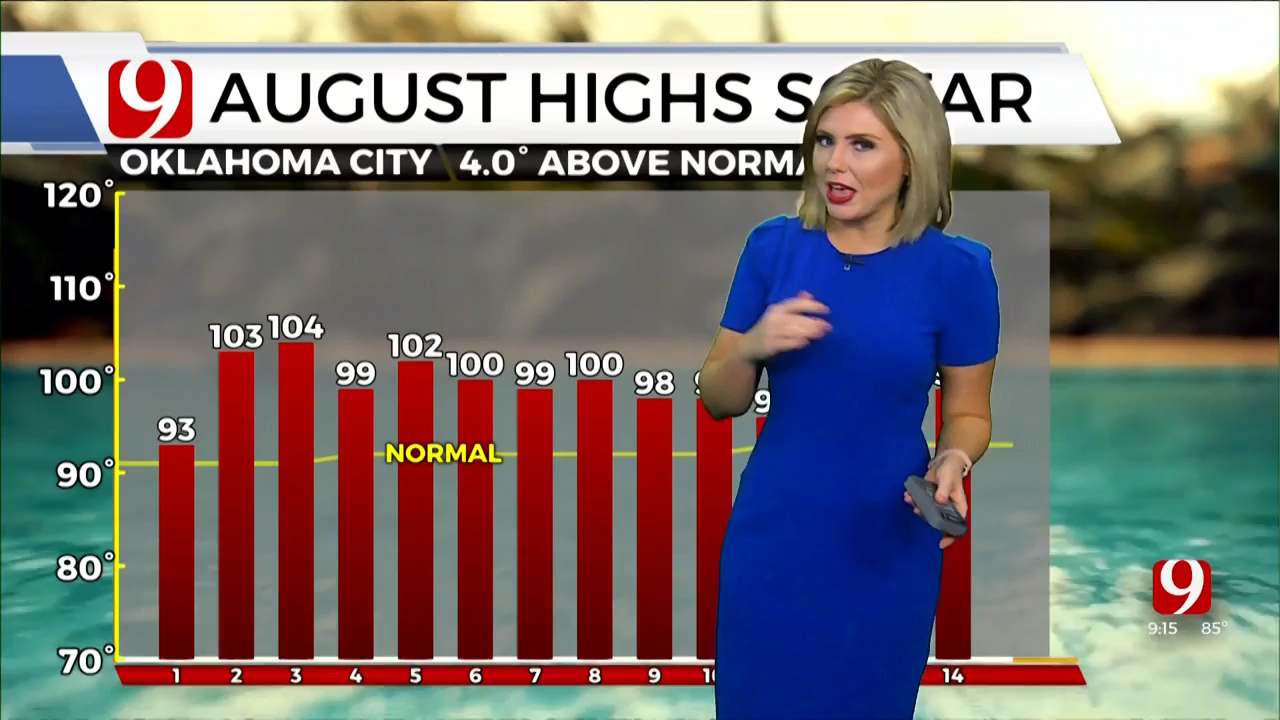 9 AUGUST HIGHS S AR
OKLAHOMA CITY 4.0° ABOVE NORMA
120°
110°
100°
90°
80°
70°
93 103 104 99 102 100 99 100 98
NORMAL
1 2 3 4 5 6 7 8 9 10 14
9
9:15 85°